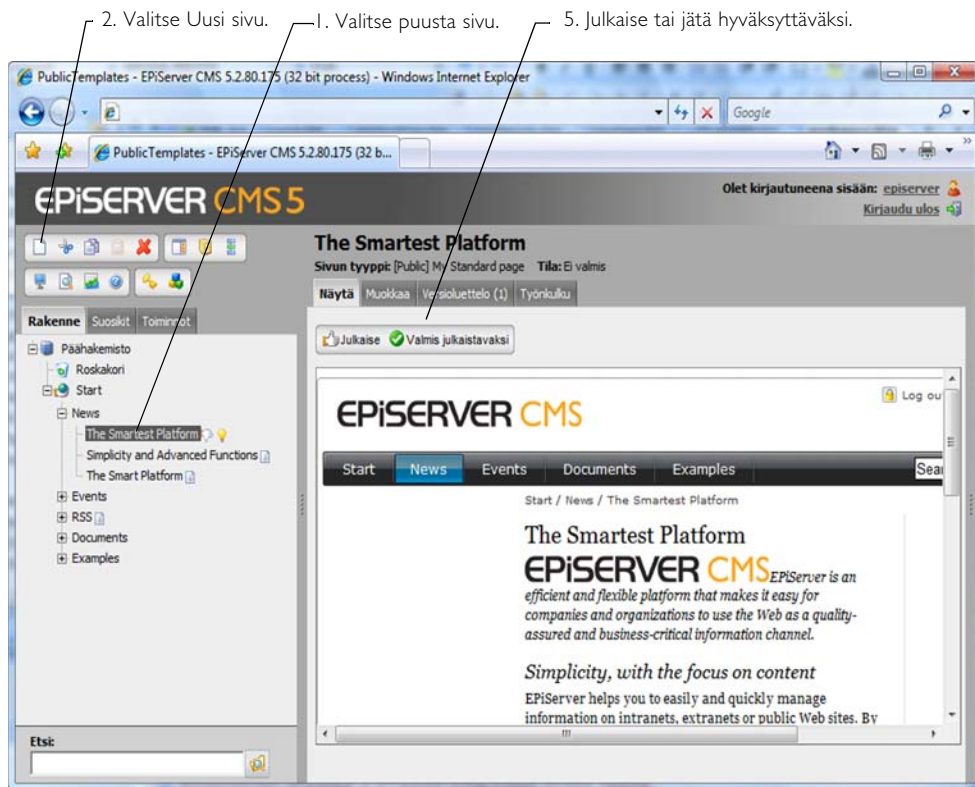 2. Valitse Uusi sivu.
1. Valitse puusta sivu.
5. Julkaise tai jätä hyväksyttäväksi.
PublicTemplates - EPiServer CMS 5.2.80.175 (32 bit process) - Windows Internet Explorer
Google
PublicTemplates - EPiServer CMS 5.2.80.175 (32 b...
EPiSERVER CMS 5
Olet kirjautuneena sisään: episerver
Kirjaudu ulos
The Smartest Platform
Sivun tyyppi: [Public] My Standard page Tila: Ei valmis
Näytä Muokkaa Versioluettelo (1) Työnkulku
Rakenne Suosikit Toiminnot
Julkaise Valmis julkaistavaksi
Päähakemisto
Roskakori
Start
News
The Smartest Platform
Simplicity and Advanced Functions
The Smart Platform
Events
RSS
Documents
Examples
EPiSERVER CMS
Log ou
Start News Events Documents Examples Sear
Start / News / The Smartest Platform
The Smartest Platform
EPiSERVER CMS EPiServer is an
efficient and flexible platform that makes it easy for
companies and organizations to use the Web as a quality-
assured and business-critical information channel.
Simplicity, with the focus on content
EPiServer helps you to easily and quickly manage
information on intranets, extranets or public Web sites. By
Etsi: